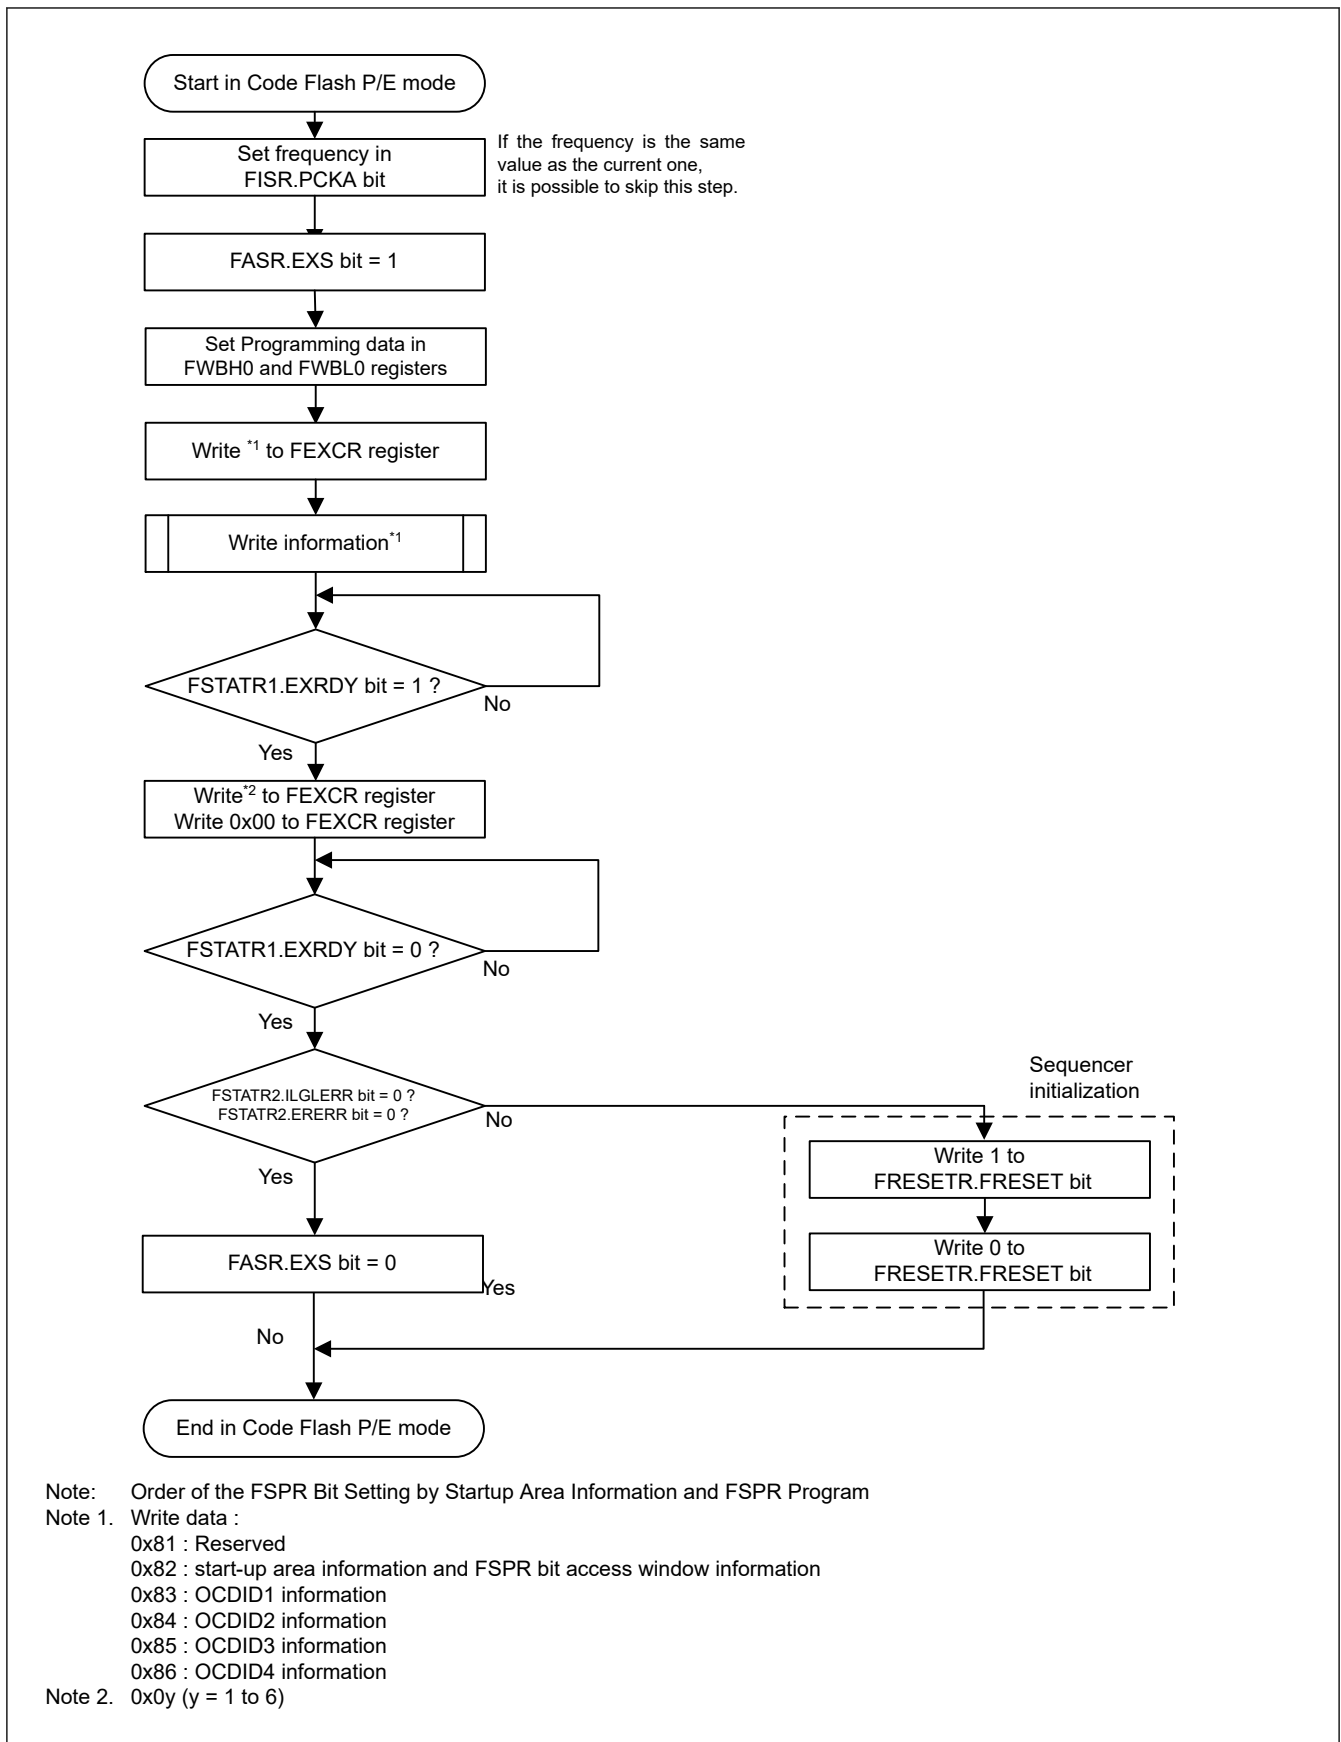 Start in Code Flash P/E mode
Set frequency in
FISR.PCKA bit
If the frequency is the same
value as the current one,
it is possible to skip this step.
FASR.EXS bit = 1
Set Programming data in
FWBH0 and FWBL0 registers
Write *1 to FEXCR register
Write information*1
FSTATR1.EXRDY bit = 1 ?
No
Yes
Write*2 to FEXCR register
Write 0x00 to FEXCR register
FSTATR1.EXRDY bit = 0 ?
No
Yes
FSTATR2.ILGLERR bit = 0 ?
FSTATR2.ERERR bit = 0 ?
No
Yes
Sequencer
initialization
Write 1 to
FRESETR.FRESET bit
Write 0 to
FRESETR.FRESET bit
FASR.EXS bit = 0
Yes
No
End in Code Flash P/E mode
Note: Order of the FSPR Bit Setting by Startup Area Information and FSPR Program
Note 1. Write data :
0x81 : Reserved
0x82 : start-up area information and FSPR bit access window information
0x83 : OCDID1 information
0x84 : OCDID2 information
0x85 : OCDID3 information
0x86 : OCDID4 information
Note 2. 0x0y (y = 1 to 6)